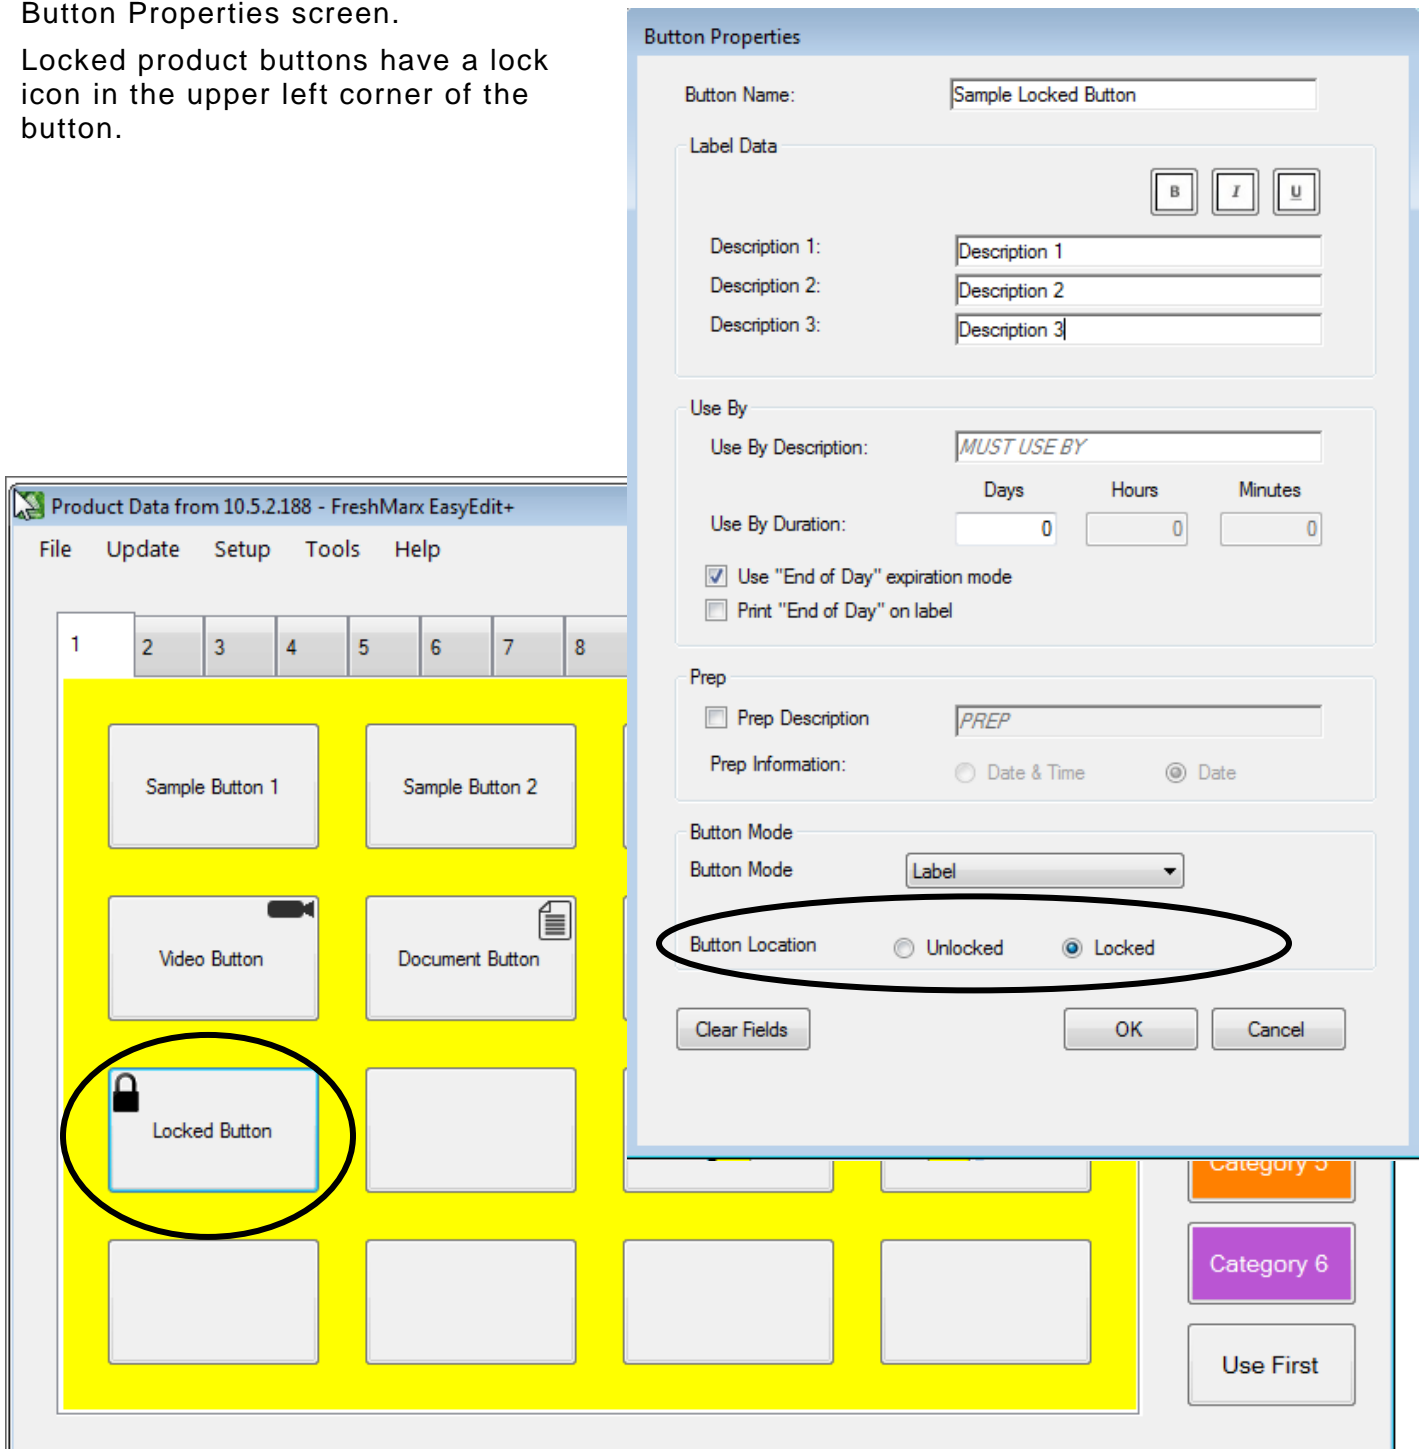 Button Properties screen.
Locked product buttons have a lock
icon in the upper left corner of the
button.
Button Properties
Button Name: Sample Locked Button
Label Data
B I U
Description 1: Description 1
Description 2: Description 2
Description 3: Description 3
Use By
Use By Description: MUST USE BY
Days Hours Minutes
Use By Duration: 0 0 0
Use "End of Day" expiration mode
Print "End of Day" on label
Prep
Prep Description PREP
Prep Information: Date & Time Date
Button Mode
Button Mode Label
Button Location Unlocked Locked
Clear Fields OK Cancel
Product Data from 10.5.2.188 - FreshMarx EasyEdit+
File Update Setup Tools Help
1 2 3 4 5 6 7 8
Sample Button 1 Sample Button 2
Video Button Document Button
Locked Button
Category 5
Category 6
Use First